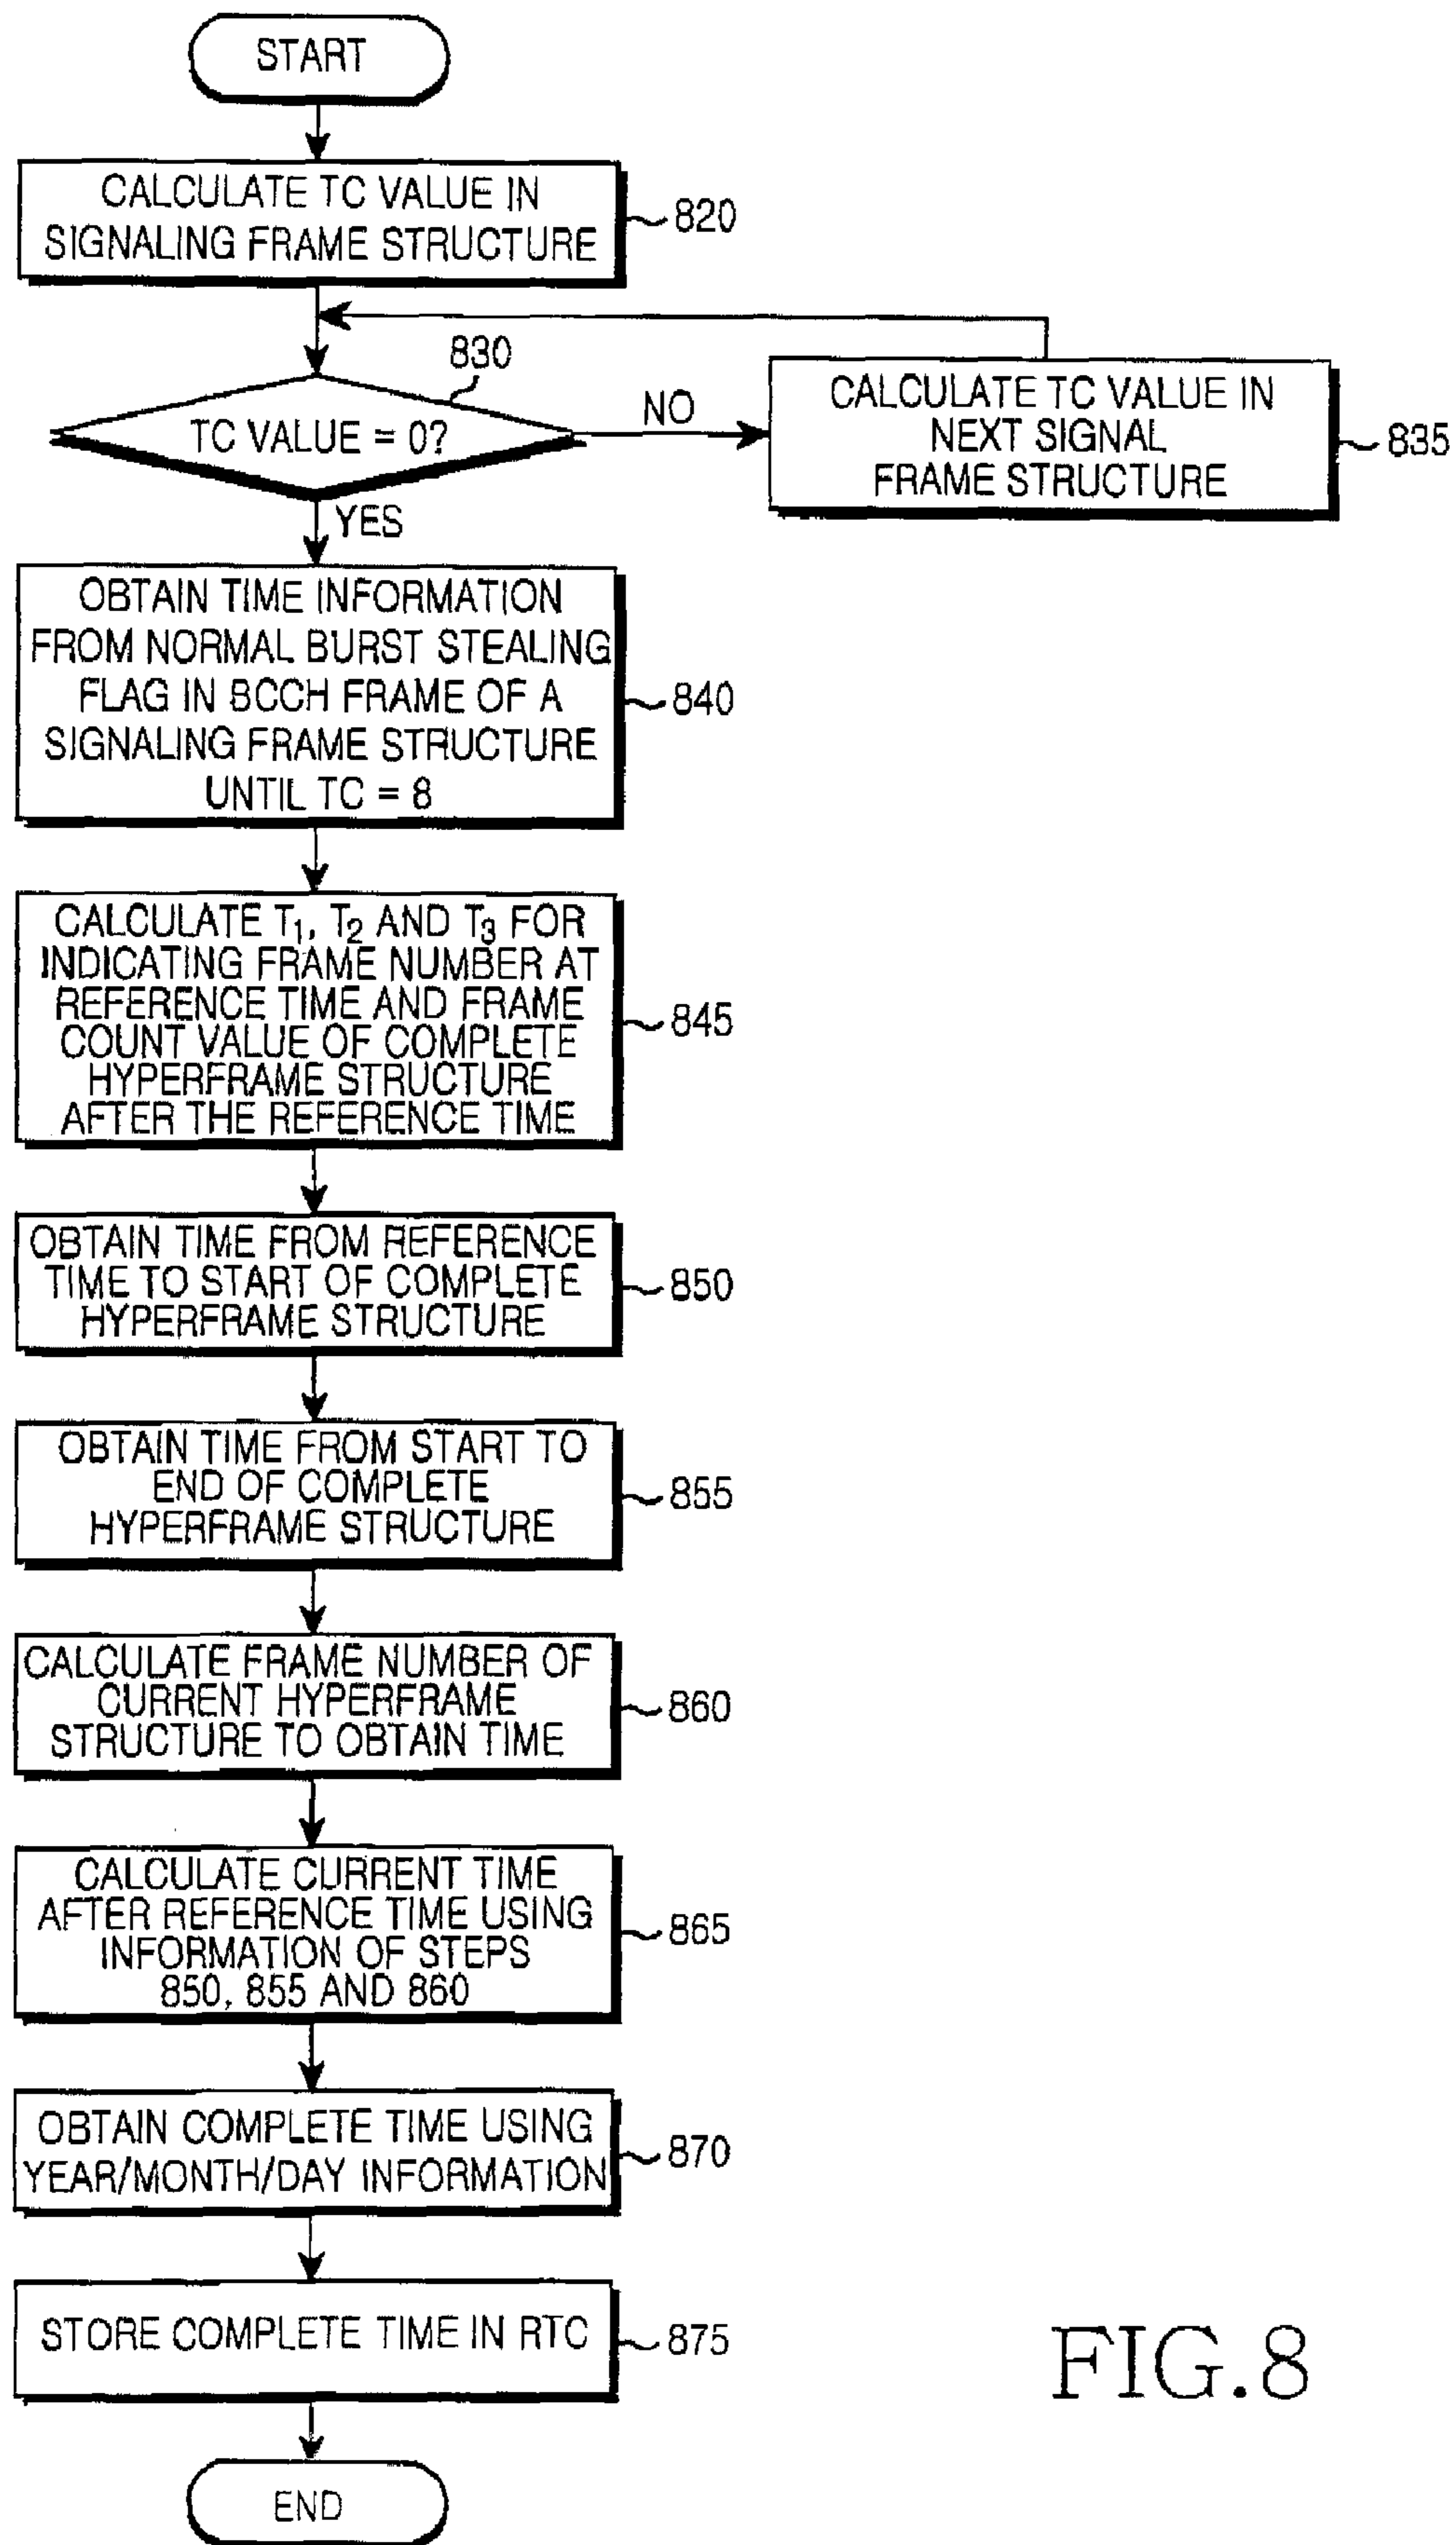 START
CALCULATE TC VALUE IN
SIGNALING FRAME STRUCTURE
820
830
TC VALUE = 0?
NO
CALCULATE TC VALUE IN
NEXT SIGNAL
FRAME STRUCTURE
835
YES
OBTAIN TIME INFORMATION
FROM NORMAL BURST STEALING
FLAG IN BCCH FRAME OF A
SIGNALING FRAME STRUCTURE
UNTIL TC = 8
840
CALCULATE T₁, T₂ AND T₃ FOR
INDICATING FRAME NUMBER AT
REFERENCE TIME AND FRAME
COUNT VALUE OF COMPLETE
HYPERFRAME STRUCTURE
AFTER THE REFERENCE TIME
845
OBTAIN TIME FROM REFERENCE
TIME TO START OF COMPLETE
HYPERFRAME STRUCTURE
850
OBTAIN TIME FROM START TO
END OF COMPLETE
HYPERFRAME STRUCTURE
855
CALCULATE FRAME NUMBER OF
CURRENT HYPERFRAME
STRUCTURE TO OBTAIN TIME
860
CALCULATE CURRENT TIME
AFTER REFERENCE TIME USING
INFORMATION OF STEPS
850, 855 AND 860
865
OBTAIN COMPLETE TIME USING
YEAR/MONTH/DAY INFORMATION
870
STORE COMPLETE TIME IN RTC
875
END
FIG.8